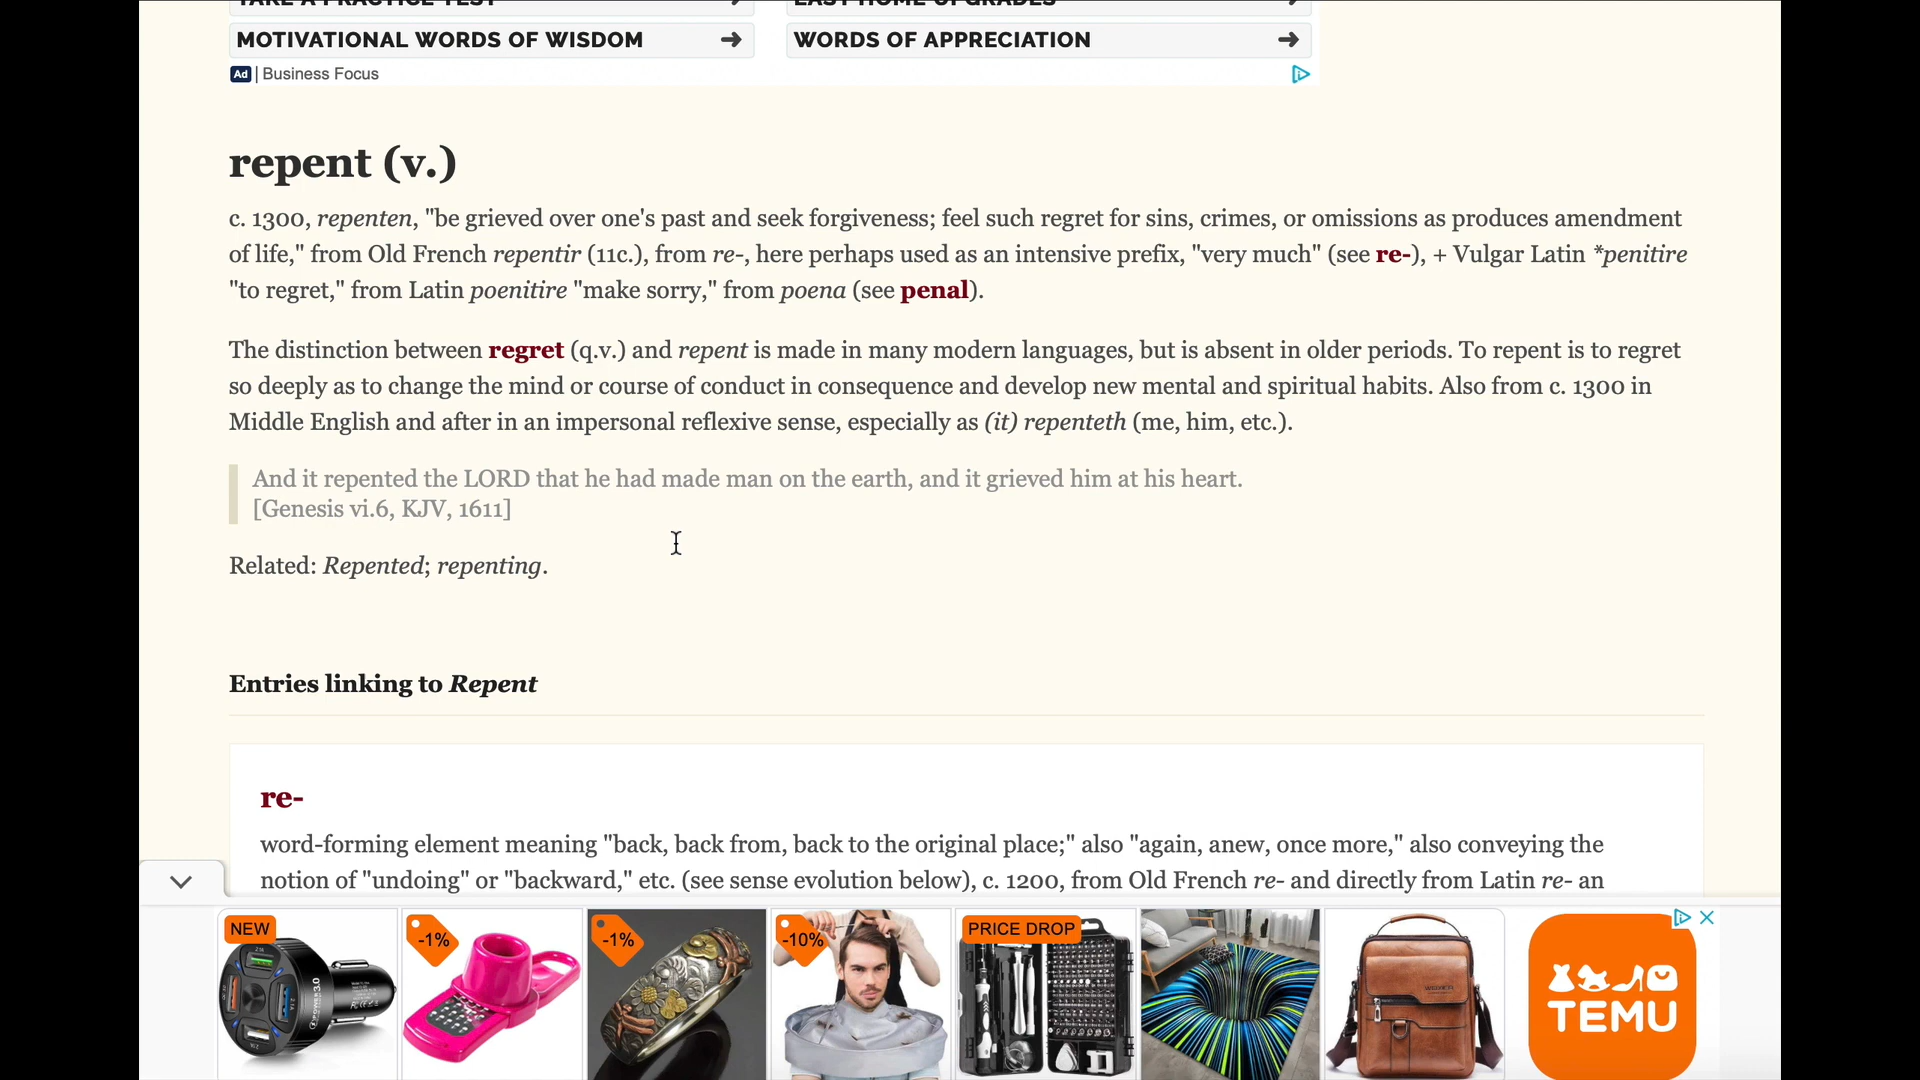 TAKE A PRACTICE TEST
EASY HOME UPGRADES
MOTIVATIONAL WORDS OF WISDOM
WORDS OF APPRECIATION
Ad | Business Focus
repent (v.)
c. 1300, repenten, "be grieved over one's past and seek forgiveness; feel such regret for sins, crimes, or omissions as produces amendment
of life," from Old French repentir (11c.), from re-, here perhaps used as an intensive prefix, "very much" (see re-), + Vulgar Latin *penitire
"to regret," from Latin poenitire "make sorry," from poena (see penal).
The distinction between regret (q.v.) and repent is made in many modern languages, but is absent in older periods. To repent is to regret
so deeply as to change the mind or course of conduct in consequence and develop new mental and spiritual habits. Also from c. 1300 in
Middle English and after in an impersonal reflexive sense, especially as (it) repenteth (me, him, etc.).
And it repented the LORD that he had made man on the earth, and it grieved him at his heart.
[Genesis vi.6, KJV, 1611]
Related: Repented; repenting.
Entries linking to Repent
re-
word-forming element meaning "back, back from, back to the original place;" also "again, anew, once more," also conveying the
notion of "undoing" or "backward," etc. (see sense evolution below), c. 1200, from Old French re- and directly from Latin re- an
NEW
-1%
-1%
-10%
PRICE DROP
TEMU